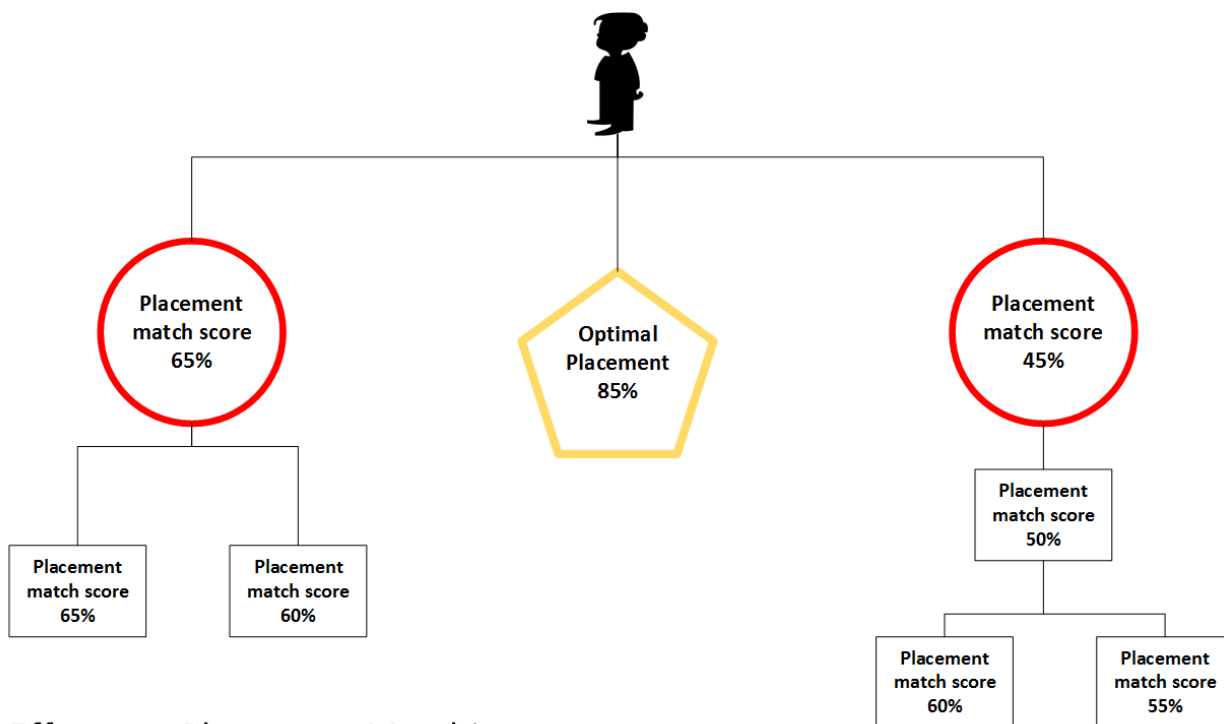 Placement
match score
65%
Optimal
Placement
85%
Placement
match score
45%
Placement
match score
50%
Placement
match score
65%
Placement
match score
60%
Placement
match score
60%
Placement
match score
55%